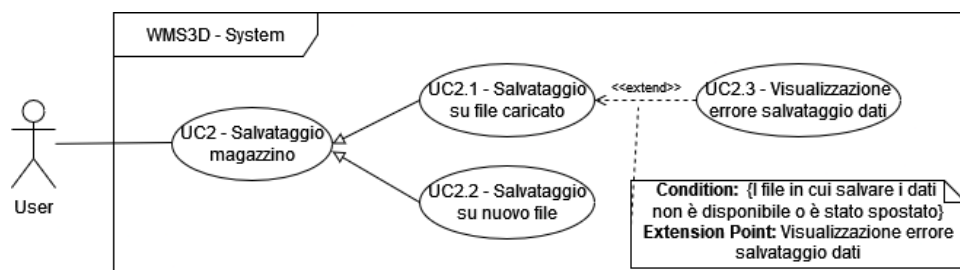 WMS3D - System
UC2.1 - Salvataggio
su file caricato
<<extend>>
UC2.3 - Visualizzazione
errore salvataggio dati
UC2 - Salvataggio
magazzino
User
UC2.2 - Salvataggio
su nuovo file
Condition: {I file in cui salvare i dati
non è disponibile o è stato spostato}
Extension Point: Visualizzazione errore
salvataggio dati